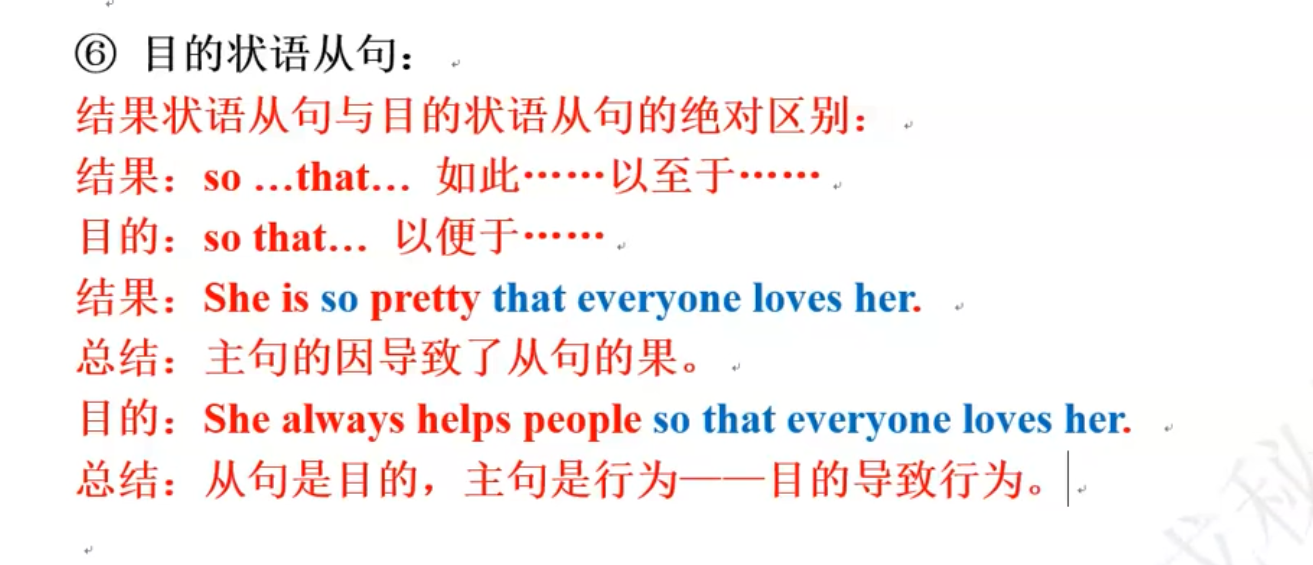 ⑥ 目的状语从句：
结果状语从句与目的状语从句的绝对区别：
结果：so …that… 如此……以至于……
目的：so that… 以便于……
结果：She is so pretty that everyone loves her.
总结：主句的因导致了从句的果。
目的：She always helps people so that everyone loves her.
总结：从句是目的，主句是行为——目的导致行为。